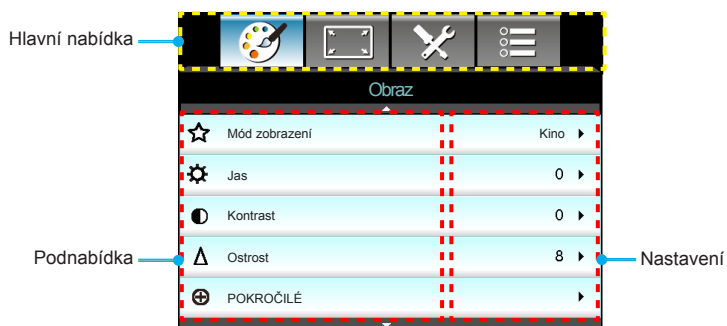 Hlavní nabídka
Obraz
Mód zobrazení Kino
Jas 0
Kontrast 0
Podnabídka
Ostrost 8
Nastavení
POKROČILÉ